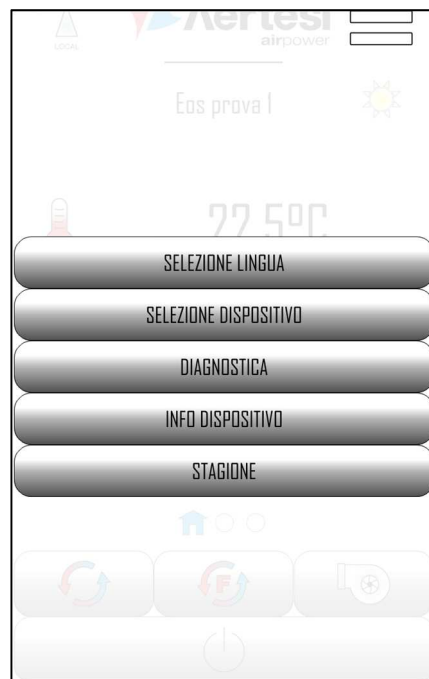 LOCAL
Aertesi
airpower
Eos prova 1
22.5°C
SELEZIONE LINGUA
SELEZIONE DISPOSITIVO
DIAGNOSTICA
INFO DISPOSITIVO
STAGIONE
F